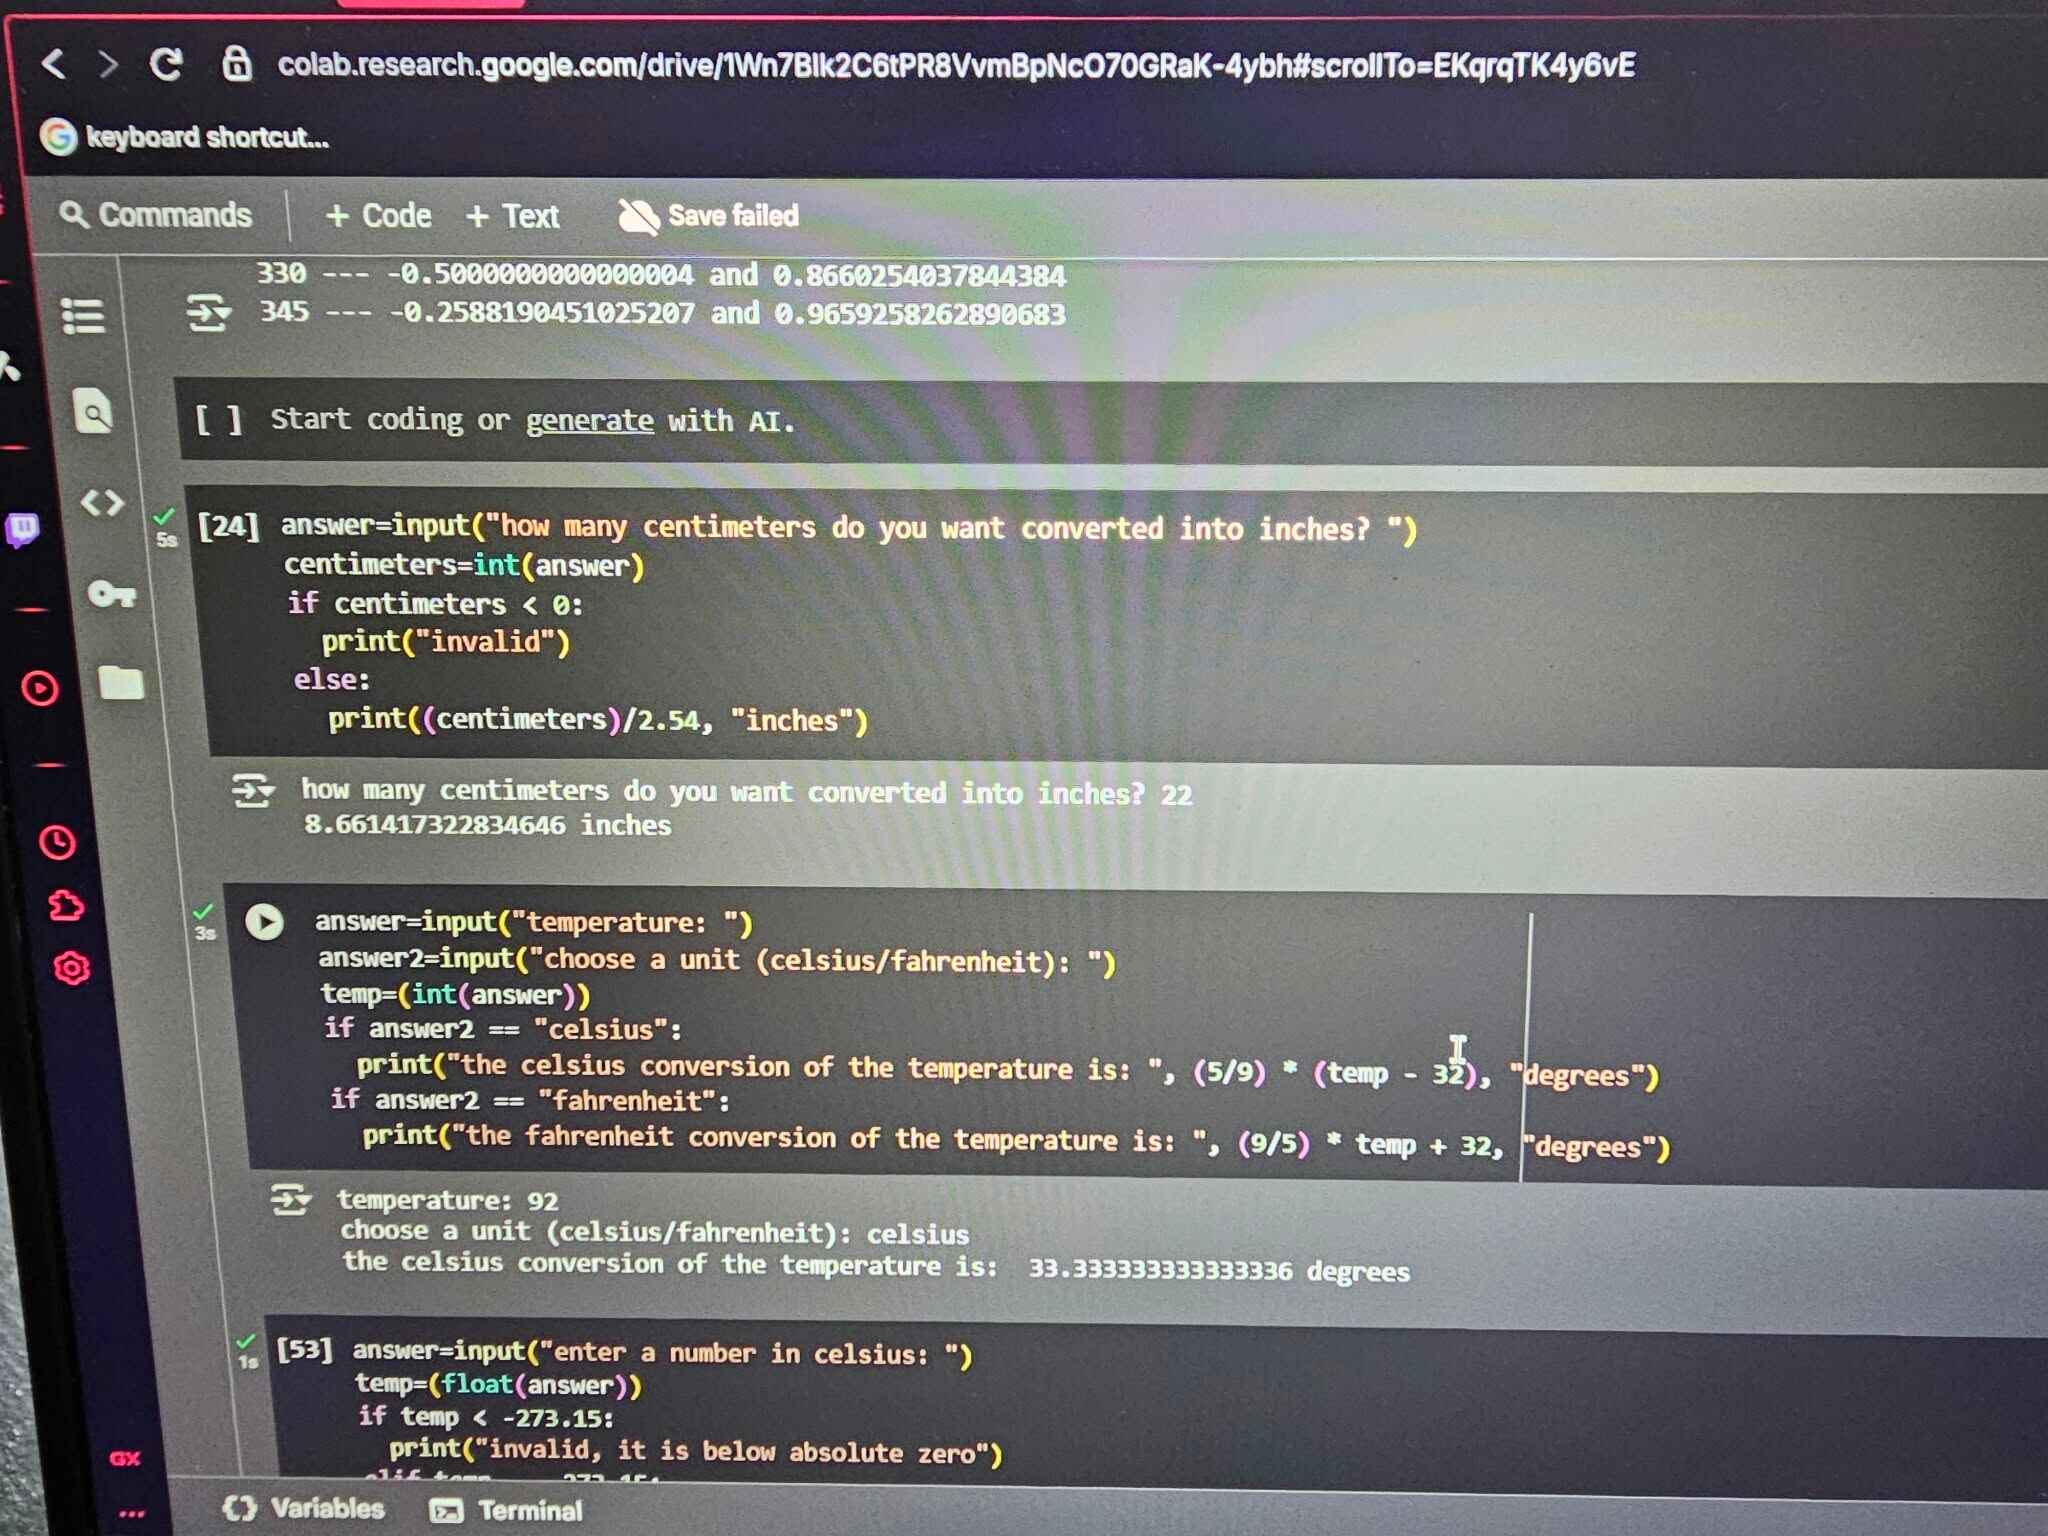 colab.research.google.com/drive/1Wn7Blk2C6tPR8VvmBpNcO70GRaK-4ybh#scrollTo=EKqrqTK4y6vE
keyboard shortcut...
Commands + Code + Text Save failed
330 --- -0.5000000000000004 and 0.8660254037844384
345 --- -0.2588190451025207 and 0.9659258262890683
[ ] Start coding or generate with AI.
5s [24] answer=input("how many centimeters do you want converted into inches? ")
centimeters=int(answer)
if centimeters < 0:
print("invalid")
else:
print((centimeters)/2.54, "inches")
how many centimeters do you want converted into inches? 22
8.661417322834646 inches
3s answer=input("temperature: ")
answer2=input("choose a unit (celsius/fahrenheit): ")
temp=(int(answer))
if answer2 == "celsius":
print("the celsius conversion of the temperature is: ", (5/9) * (temp - 32), "degrees")
if answer2 == "fahrenheit":
print("the fahrenheit conversion of the temperature is: ", (9/5) * temp + 32, "degrees")
temperature: 92
choose a unit (celsius/fahrenheit): celsius
the celsius conversion of the temperature is:  33.333333333333336 degrees
1s [53] answer=input("enter a number in celsius: ")
temp=(float(answer))
if temp < -273.15:
print("invalid, it is below absolute zero")
GX
{} Variables Terminal